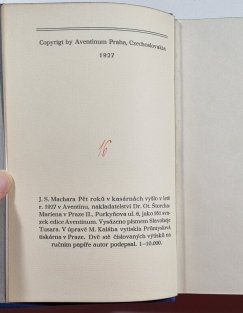 Copyrigt by Aventinum Praha, Czechoslovakia
1927
16
J. S. Machara Pět roků v kasárnách vyšlo v létě
r. 1927 v Aventinu, nakladatelství Dr. Ot. Štorcha-
Mariena v Praze II., Purkyňova ul. 6, jako 161 sva-
zek edice Aventinum. Vysázeno písmem Slavoboje
Tusara. V úpravě M. Kalába vytiskla Průmyslová
tiskárna v Praze. Dvě stě číslovaných výtisků na
ručním papíře autor podepsal. 1—10.000.